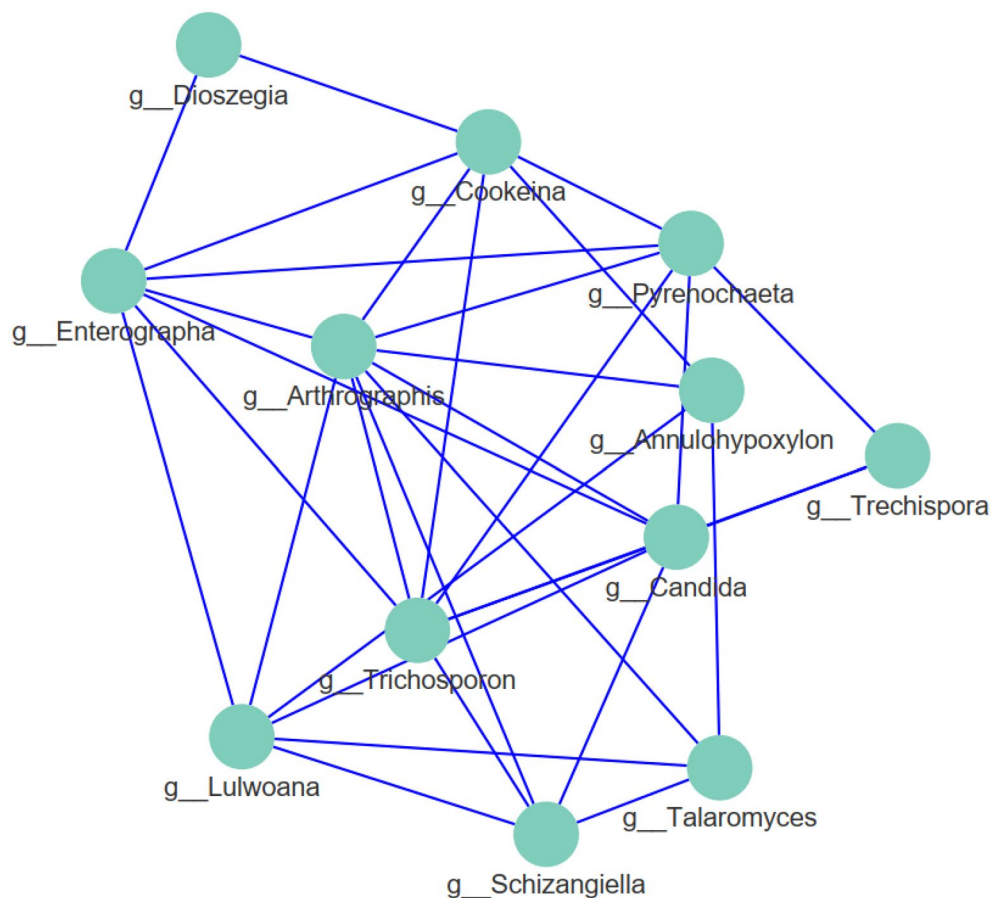 g__Dioszegia
g__Cookeina
g__Pyrenochaeta
g__Enterographa
g__Arthrographis
g__Annulohypoxylon
g__Trechispora
g__Candida
g__Trichosporon
g__Lulwoana
g__Talaromyces
g__Schizangiella